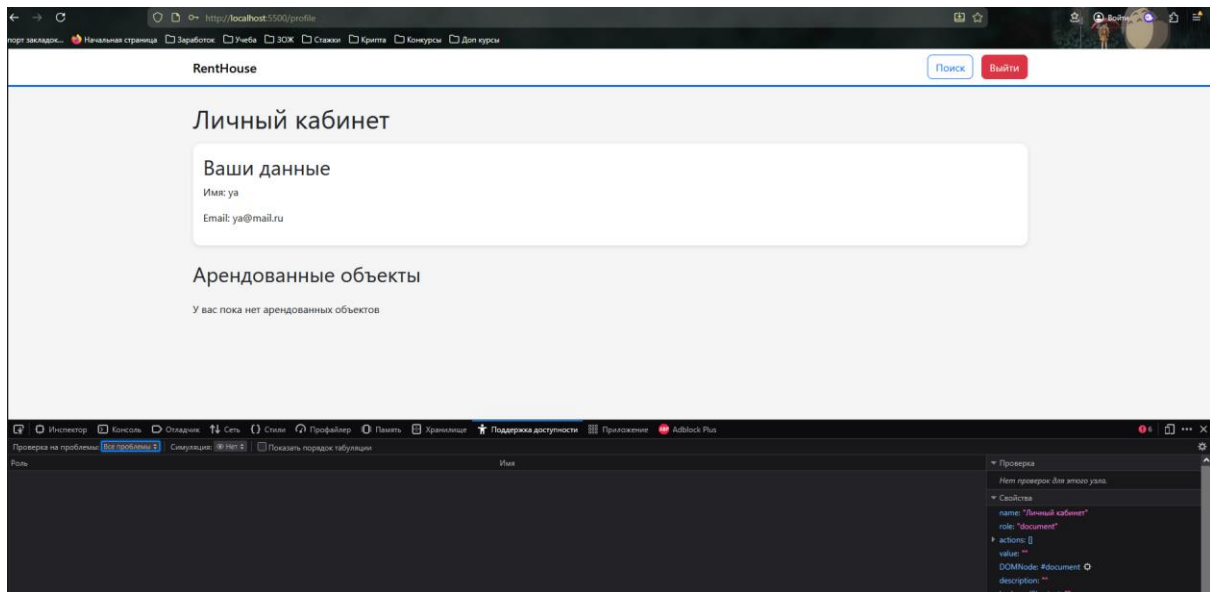 http://localhost:5500/profile
Войти
порт закладок... Начальная страница Заработок Учеба ЗОЖ Стажки Крипта Конкурсы Доп курсы
RentHouse Поиск Выйти
Личный кабинет
Ваши данные
Имя: ya
Email: ya@mail.ru
Арендованные объекты
У вас пока нет арендованных объектов
Инспектор Консоль Отладчик Сеть Стили Профайлер Память Хранилище Поддержка доступности Приложение Adblock Plus 6
Проверка на проблемы: Все проблемы Симуляция: Нет Показать порядок табуляции
Роль Имя
Проверка
Нет проверок для этого узла.
Свойства
name: "Личный кабинет"
role: "document"
actions: []
value: ""
DOMNode: #document
description: ""